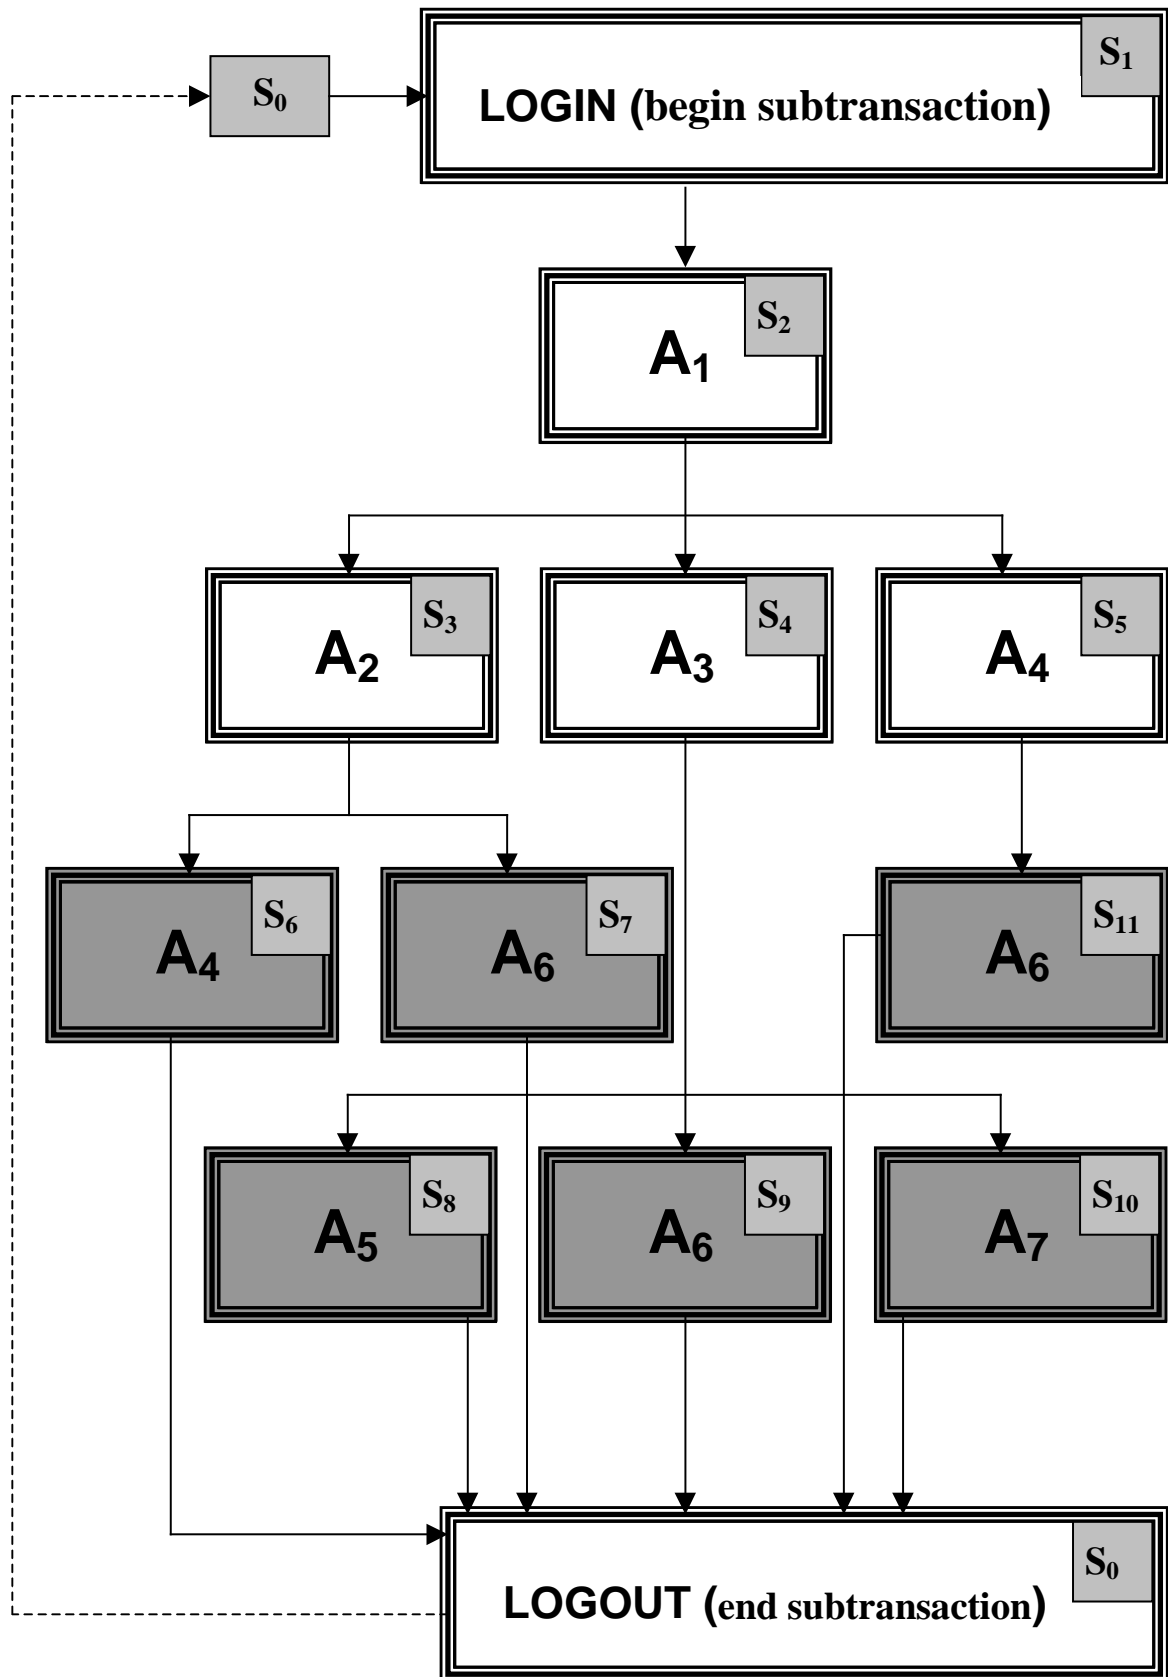 S₁
S₀
LOGIN (begin subtransaction)
S₂
A₁
S₃
A₂
S₄
A₃
S₅
A₄
S₆
A₄
S₇
A₆
S₁₁
A₆
S₈
A₅
S₉
A₆
S₁₀
A₇
S₀
LOGOUT (end subtransaction)